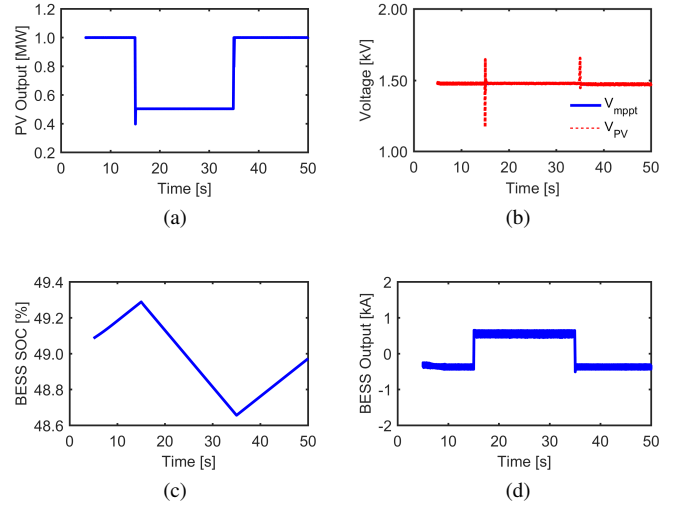 PV Output [MW]
1.2
1.0
0.8
0.6
0.4
0.2
0 10 20 30 40 50
Time [s]
(a)
Voltage [kV]
2.00
1.50
1.00
V_mppt
V_PV
0 10 20 30 40 50
Time [s]
(b)
BESS SOC [%]
49.4
49.2
49.0
48.8
48.6
0 10 20 30 40 50
Time [s]
(c)
BESS Output [kA]
2
1
0
-1
-2
0 10 20 30 40 50
Time [s]
(d)